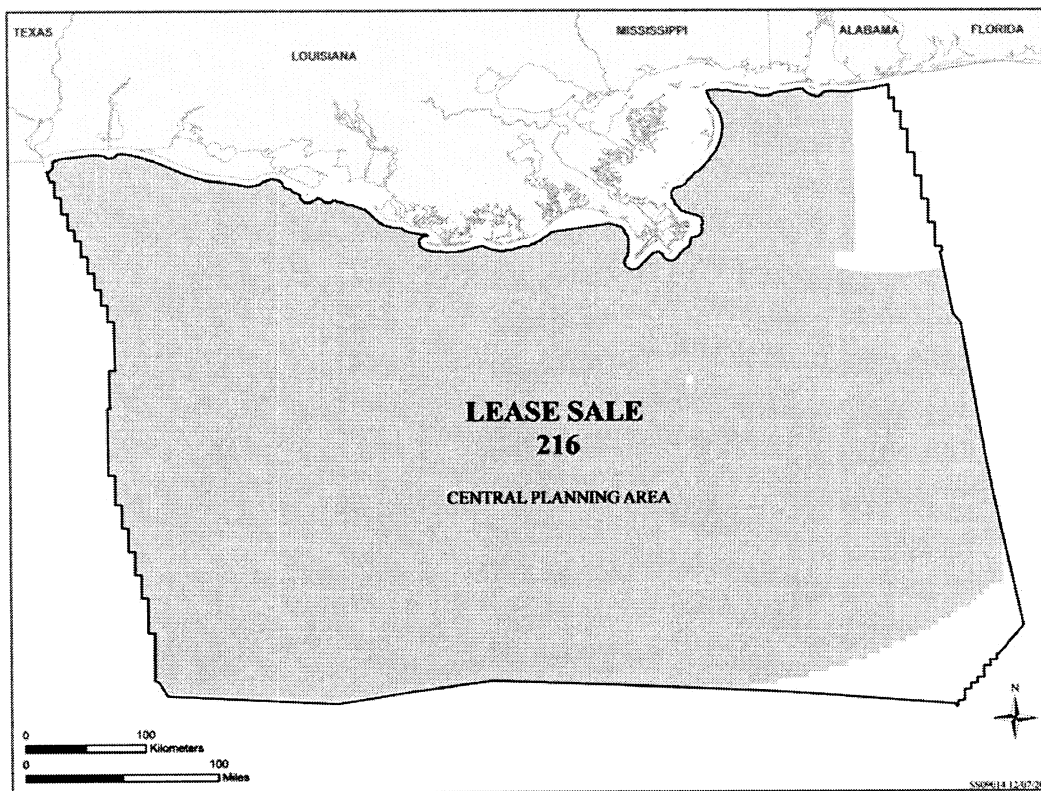 TEXAS
LOUISIANA
MISSISSIPPI
ALABAMA
FLORIDA
LEASE SALE
216
CENTRAL PLANNING AREA
N
0 100
Kilometers
0 100
Miles